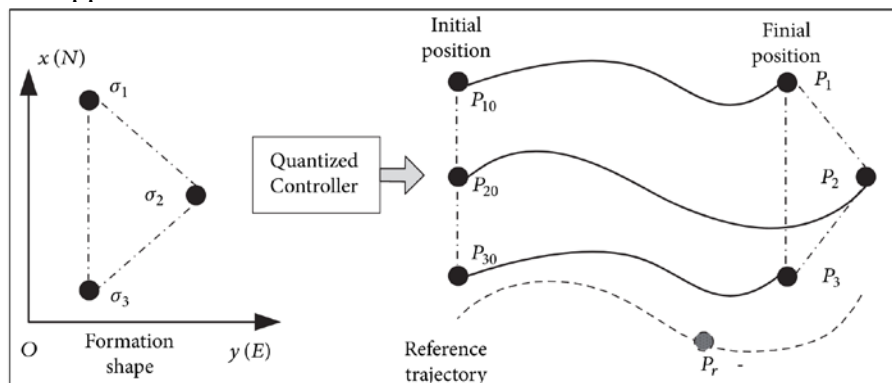 x (N)
σ1
σ2
σ3
O
Formation
shape
y (E)
Quantized
Controller
Initial
position
P10
P20
P30
Reference
trajectory
Finial
position
P1
P2
P3
Pr